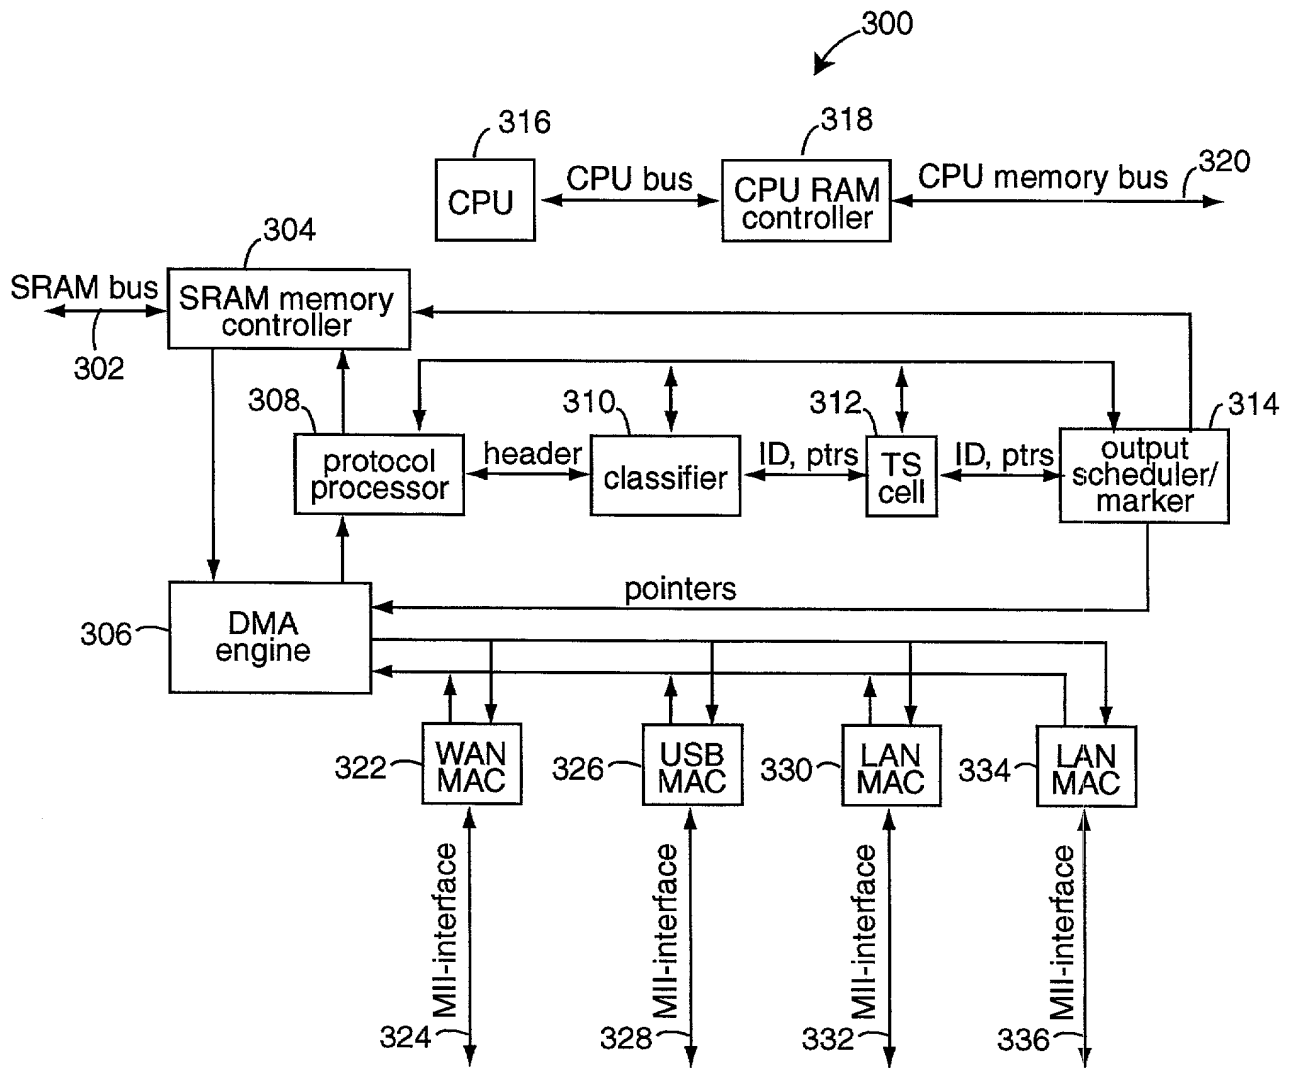 300
316
318
CPU
CPU bus
CPU RAM
controller
CPU memory bus
320
304
SRAM bus
SRAM memory
controller
302
308
310
312
314
protocol
processor
header
classifier
ID, ptrs
TS
cell
ID, ptrs
output
scheduler/
marker
pointers
306
DMA
engine
322
WAN
MAC
326
USB
MAC
330
LAN
MAC
334
LAN
MAC
MII-interface
MII-interface
MII-interface
MII-interface
324
328
332
336